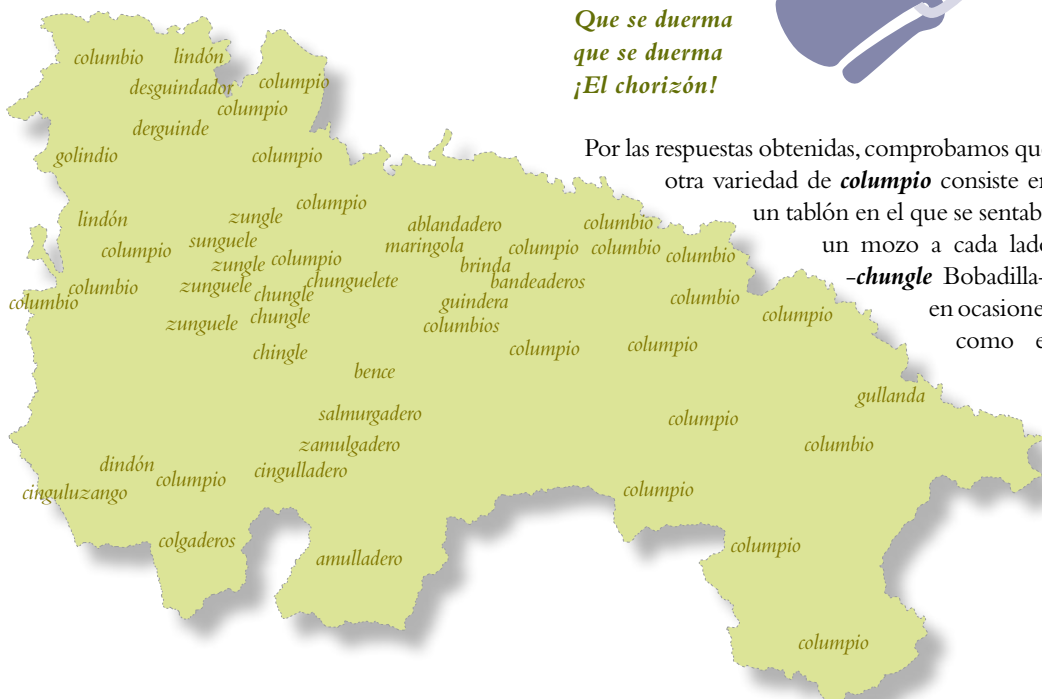 Que se duerma
que se duerma
¡El chorizón!
Por las respuestas obtenidas, comprobamos que
otra variedad de columpio consiste en
un tablón en el que se sentab
un mozo a cada lado
-chungle Bobadilla-
en ocasione
como e
columbio lindón
desguindador columpio
columpio
derguinde
golindio columpio
columpio
lindón zungle ablandadero columbio
columpio sunguele maringola columpio columbio columbio
zungle columpio brinda
columbio zunguele chungle chunguelete bandeaderos
columbio guindera columbio
zunguele chungle columbios columpio
chingle columpio columpio
bence
gullanda
salmurgadero columpio
zamulgadero columbio
dindón columpio cingulladero
cinguluzango columpio
colgaderos columpio
amulladero
columpio